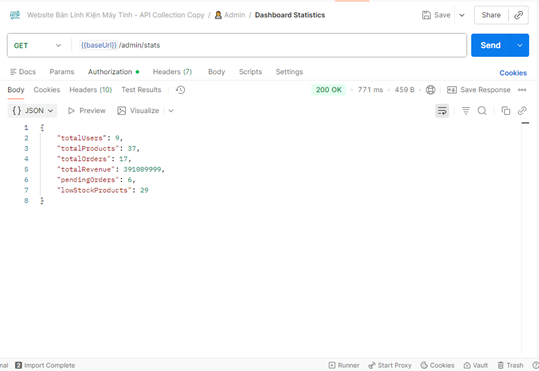 Website Bán Linh Kiện Máy Tính - API Collection Copy / Admin / Dashboard Statistics Save Share
GET {{baseUrl}} /admin/stats Send
Docs Params Authorization Headers (7) Body Scripts Settings Cookies
Body Cookies Headers (10) Test Results 200 OK 771 ms 459 B Save Response
{} JSON Preview Visualize
1 {
2 "totalUsers": 9,
3 "totalProducts": 37,
4 "totalOrders": 17,
5 "totalRevenue": 391089999,
6 "pendingOrders": 6,
7 "lowStockProducts": 29
8 }
2 Import Complete Runner Start Proxy Cookies Vault Trash